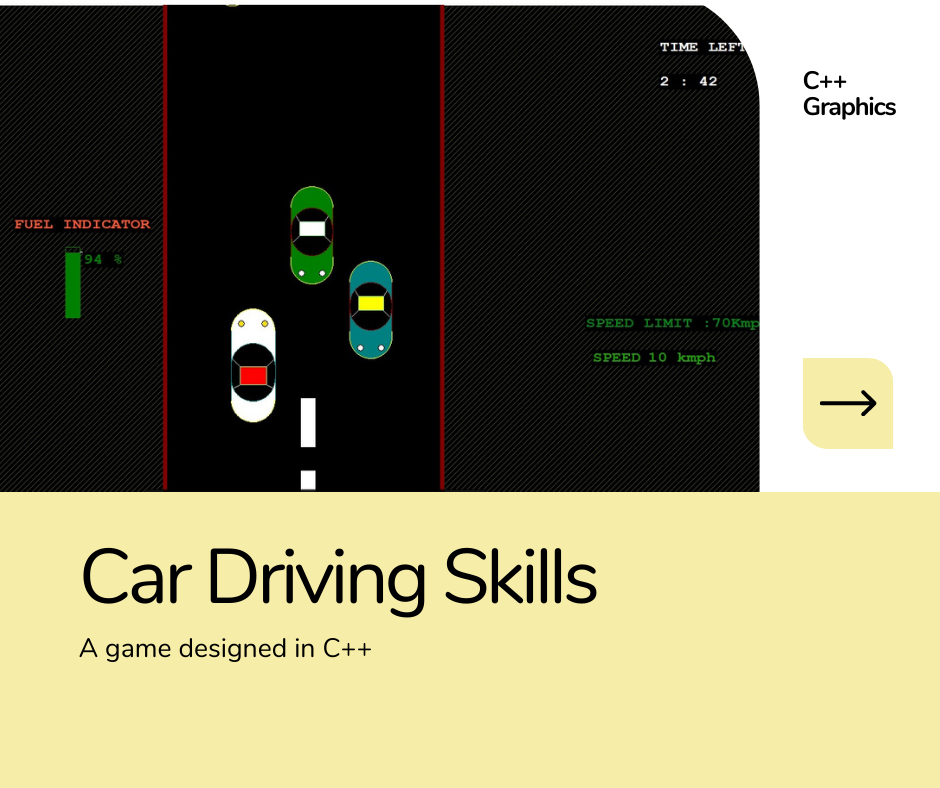 TIME LEFT
2 : 42
C++
Graphics
FUEL INDICATOR
94 %
SPEED LIMIT :70Kmp
SPEED 10 kmph
Car Driving Skills
A game designed in C++